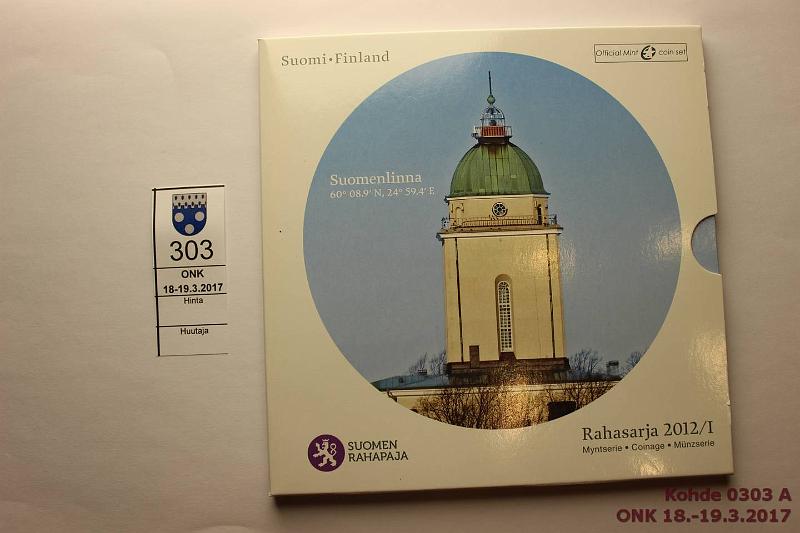 Suomi•Finland
Official Mint coin set
Suomenlinna
60° 08.9' N, 24° 59.4' E
303
ONK
18-19.3.2017
Hinta
Huutaja
SUOMEN
RAHAPAJA
Rahasarja 2012/I
Myntserie • Coinage • Münzserie
Kohde 0303 A
ONK 18.-19.3.2017